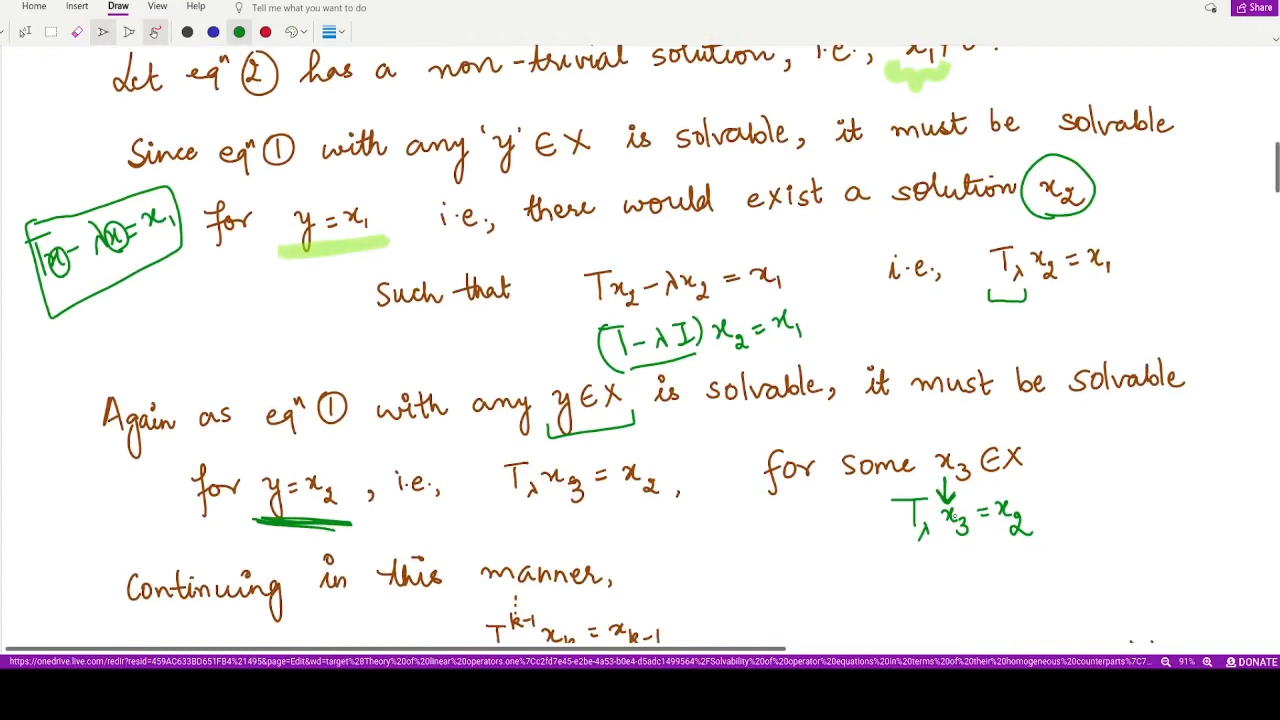 Home Insert Draw View Help Tell me what you want to do Share
Let eqⁿ ② has a non-trivial solution, i.e.,
Since eqⁿ ① with any 'y' ∈ X is solvable, it must be solvable
for y = x₁ i.e., there would exist a solution x₂
Tx - λx = x₁
Such that Tx₂ - λx₂ = x₁ i.e., T_λ x₂ = x₁
(T - λI) x₂ = x₁
Again as eqⁿ ① with any y ∈ X is solvable, it must be solvable
for y = x₂, i.e., T_λ x₃ = x₂, for some x₃ ∈ X
T_λ x₃ = x₂
Continuing in this manner,
91%
DONATE